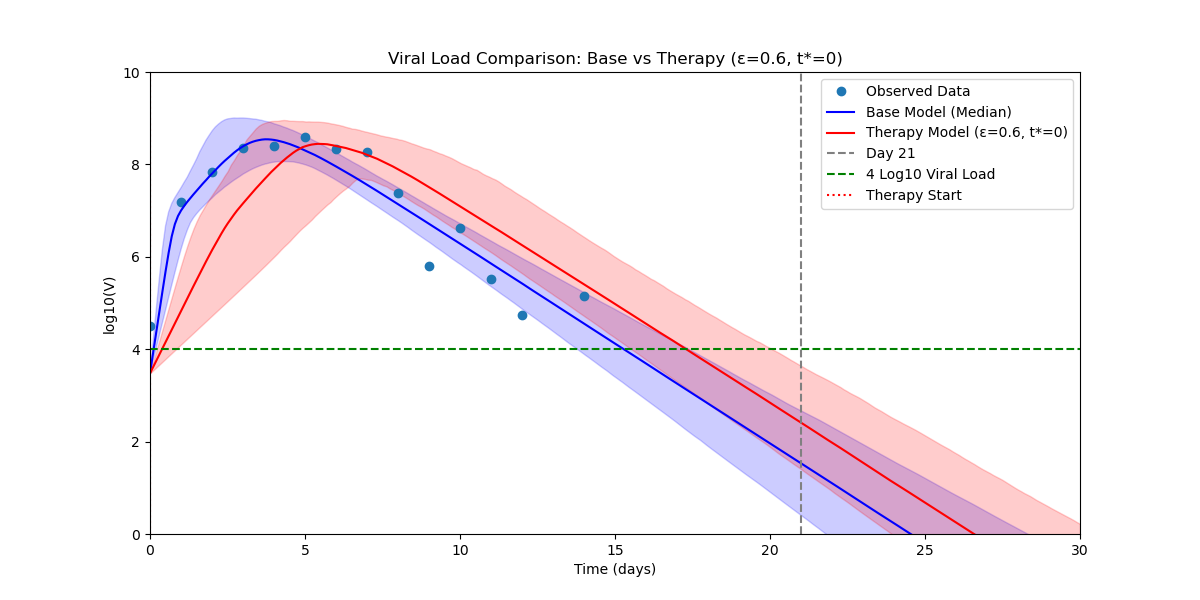 Viral Load Comparison: Base vs Therapy (ε=0.6, t*=0)
10
8
6
4
2
0
log10(V)
Observed Data
Base Model (Median)
Therapy Model (ε=0.6, t*=0)
Day 21
4 Log10 Viral Load
Therapy Start
0 5 10 15 20 25 30
Time (days)